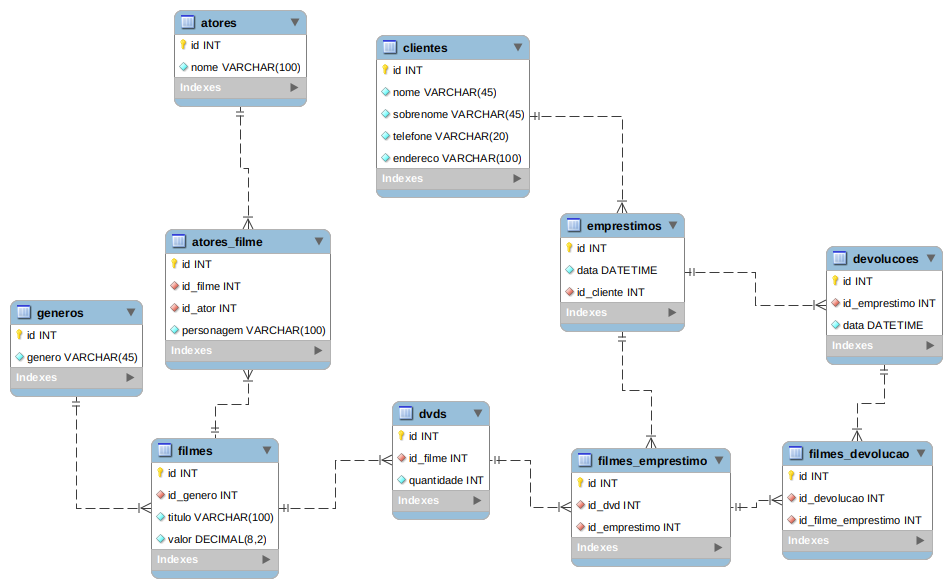 atores
id INT
nome VARCHAR(100)
Indexes
clientes
id INT
nome VARCHAR(45)
sobrenome VARCHAR(45)
telefone VARCHAR(20)
endereco VARCHAR(100)
Indexes
atores_filme
id INT
id_filme INT
id_ator INT
personagem VARCHAR(100)
Indexes
emprestimos
id INT
data DATETIME
id_cliente INT
Indexes
devolucoes
id INT
id_emprestimo INT
data DATETIME
Indexes
generos
id INT
genero VARCHAR(45)
Indexes
filmes
id INT
id_genero INT
titulo VARCHAR(100)
valor DECIMAL(8,2)
Indexes
dvds
id INT
id_filme INT
quantidade INT
Indexes
filmes_emprestimo
id INT
id_dvd INT
id_emprestimo INT
Indexes
filmes_devolucao
id INT
id_devolucao INT
id_filme_emprestimo INT
Indexes